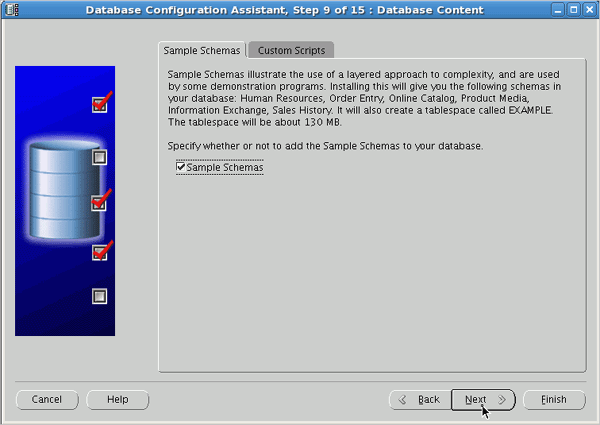 Database Configuration Assistant, Step 9 of 15 : Database Content
Sample Schemas
Custom Scripts
Sample Schemas illustrate the use of a layered approach to complexity, and are used
by some demonstration programs. Installing this will give you the following schemas in
your database: Human Resources, Order Entry, Online Catalog, Product Media,
Information Exchange, Sales History. It will also create a tablespace called EXAMPLE.
The tablespace will be about 130 MB.
Specify whether or not to add the Sample Schemas to your database.
Sample Schemas
Cancel
Help
Back
Next
Finish